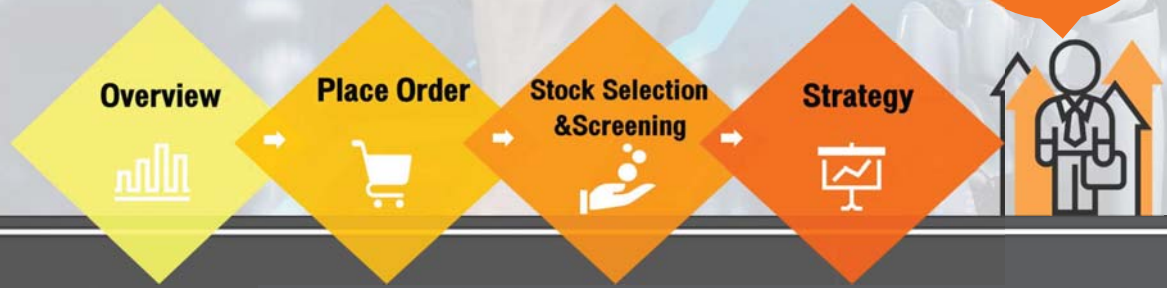 Overview
Place Order
Stock Selection
&Screening
Strategy